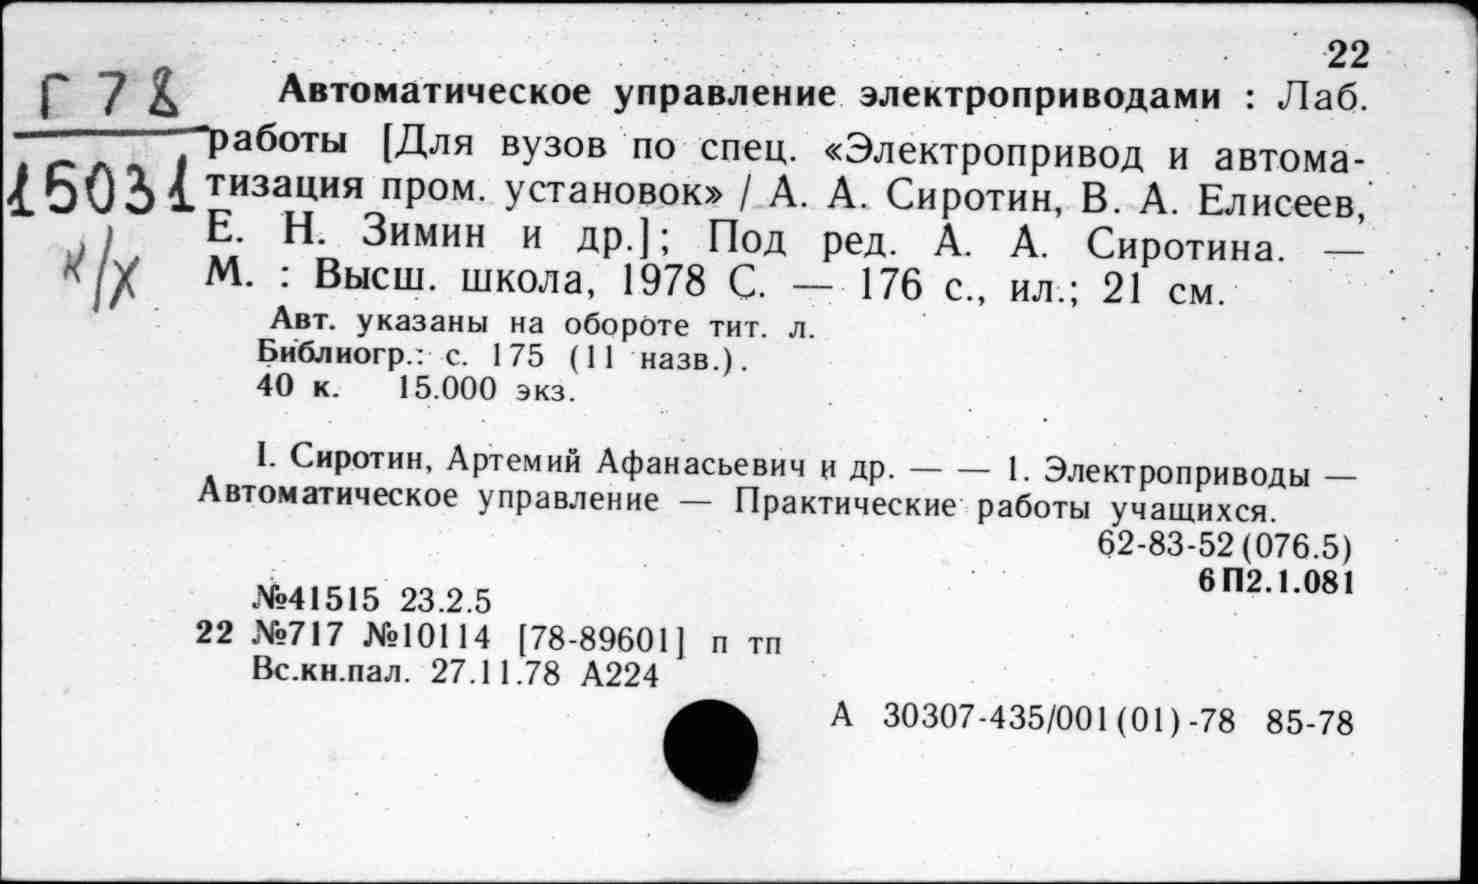 22
Г 78
15031
к/х
Автоматическое управление электроприводами : Лаб.
работы [Для вузов по спец. «Электропривод и автома-
тизация пром. установок» / А. А. Сиротин, В. А. Елисеев,
Е. Н. Зимин и др.]; Под ред. А. А. Сиротина. —
М. : Высш. школа, 1978 С. — 176 с., ил.; 21 см.
Авт. указаны на обороте тит. л.
Библиогр.: с. 175 (11 назв.).
40 к. 15.000 экз.
I. Сиротин, Артемий Афанасьевич и др. — — 1. Электроприводы —
Автоматическое управление — Практические работы учащихся.
62-83-52 (076.5)
6П2.1.081
№41515 23.2.5
22 №717 №10114 [78-89601] п тп
Вс.кн.пал. 27.11.78 А224
А 30307-435/001(01)-78 85-78